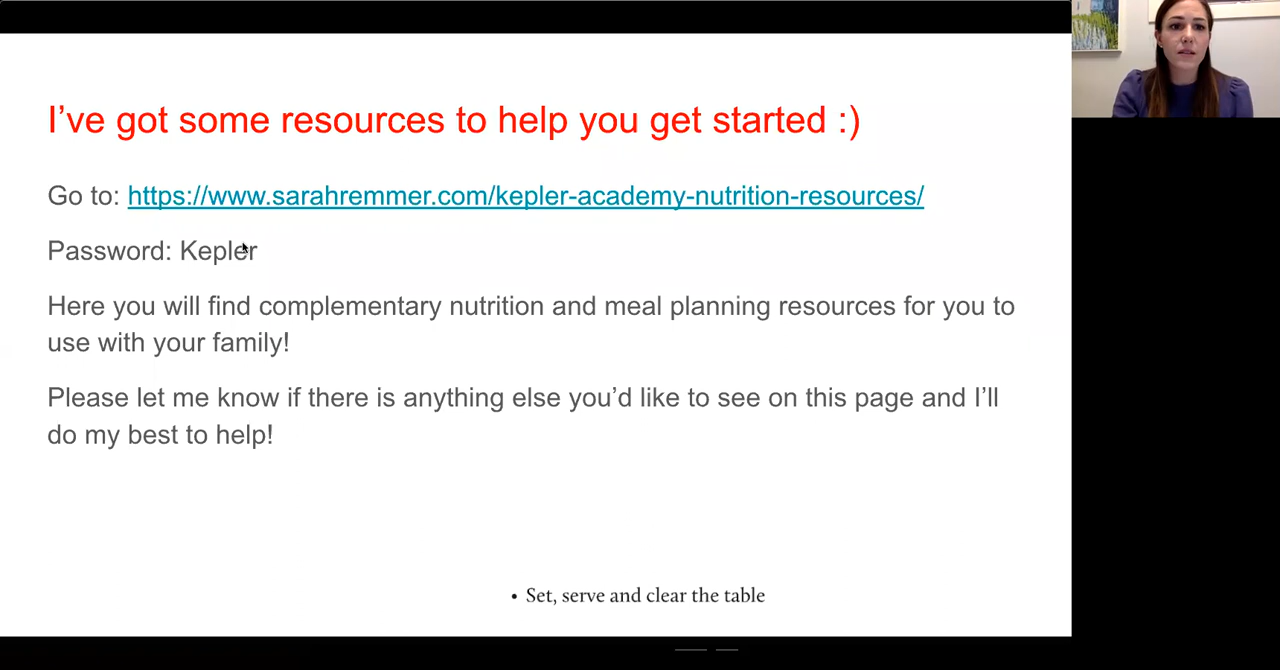 I’ve got some resources to help you get started :)
Go to: https://www.sarahremmer.com/kepler-academy-nutrition-resources/
Password: Kepler
Here you will find complementary nutrition and meal planning resources for you to
use with your family!
Please let me know if there is anything else you’d like to see on this page and I’ll
do my best to help!
• Set, serve and clear the table